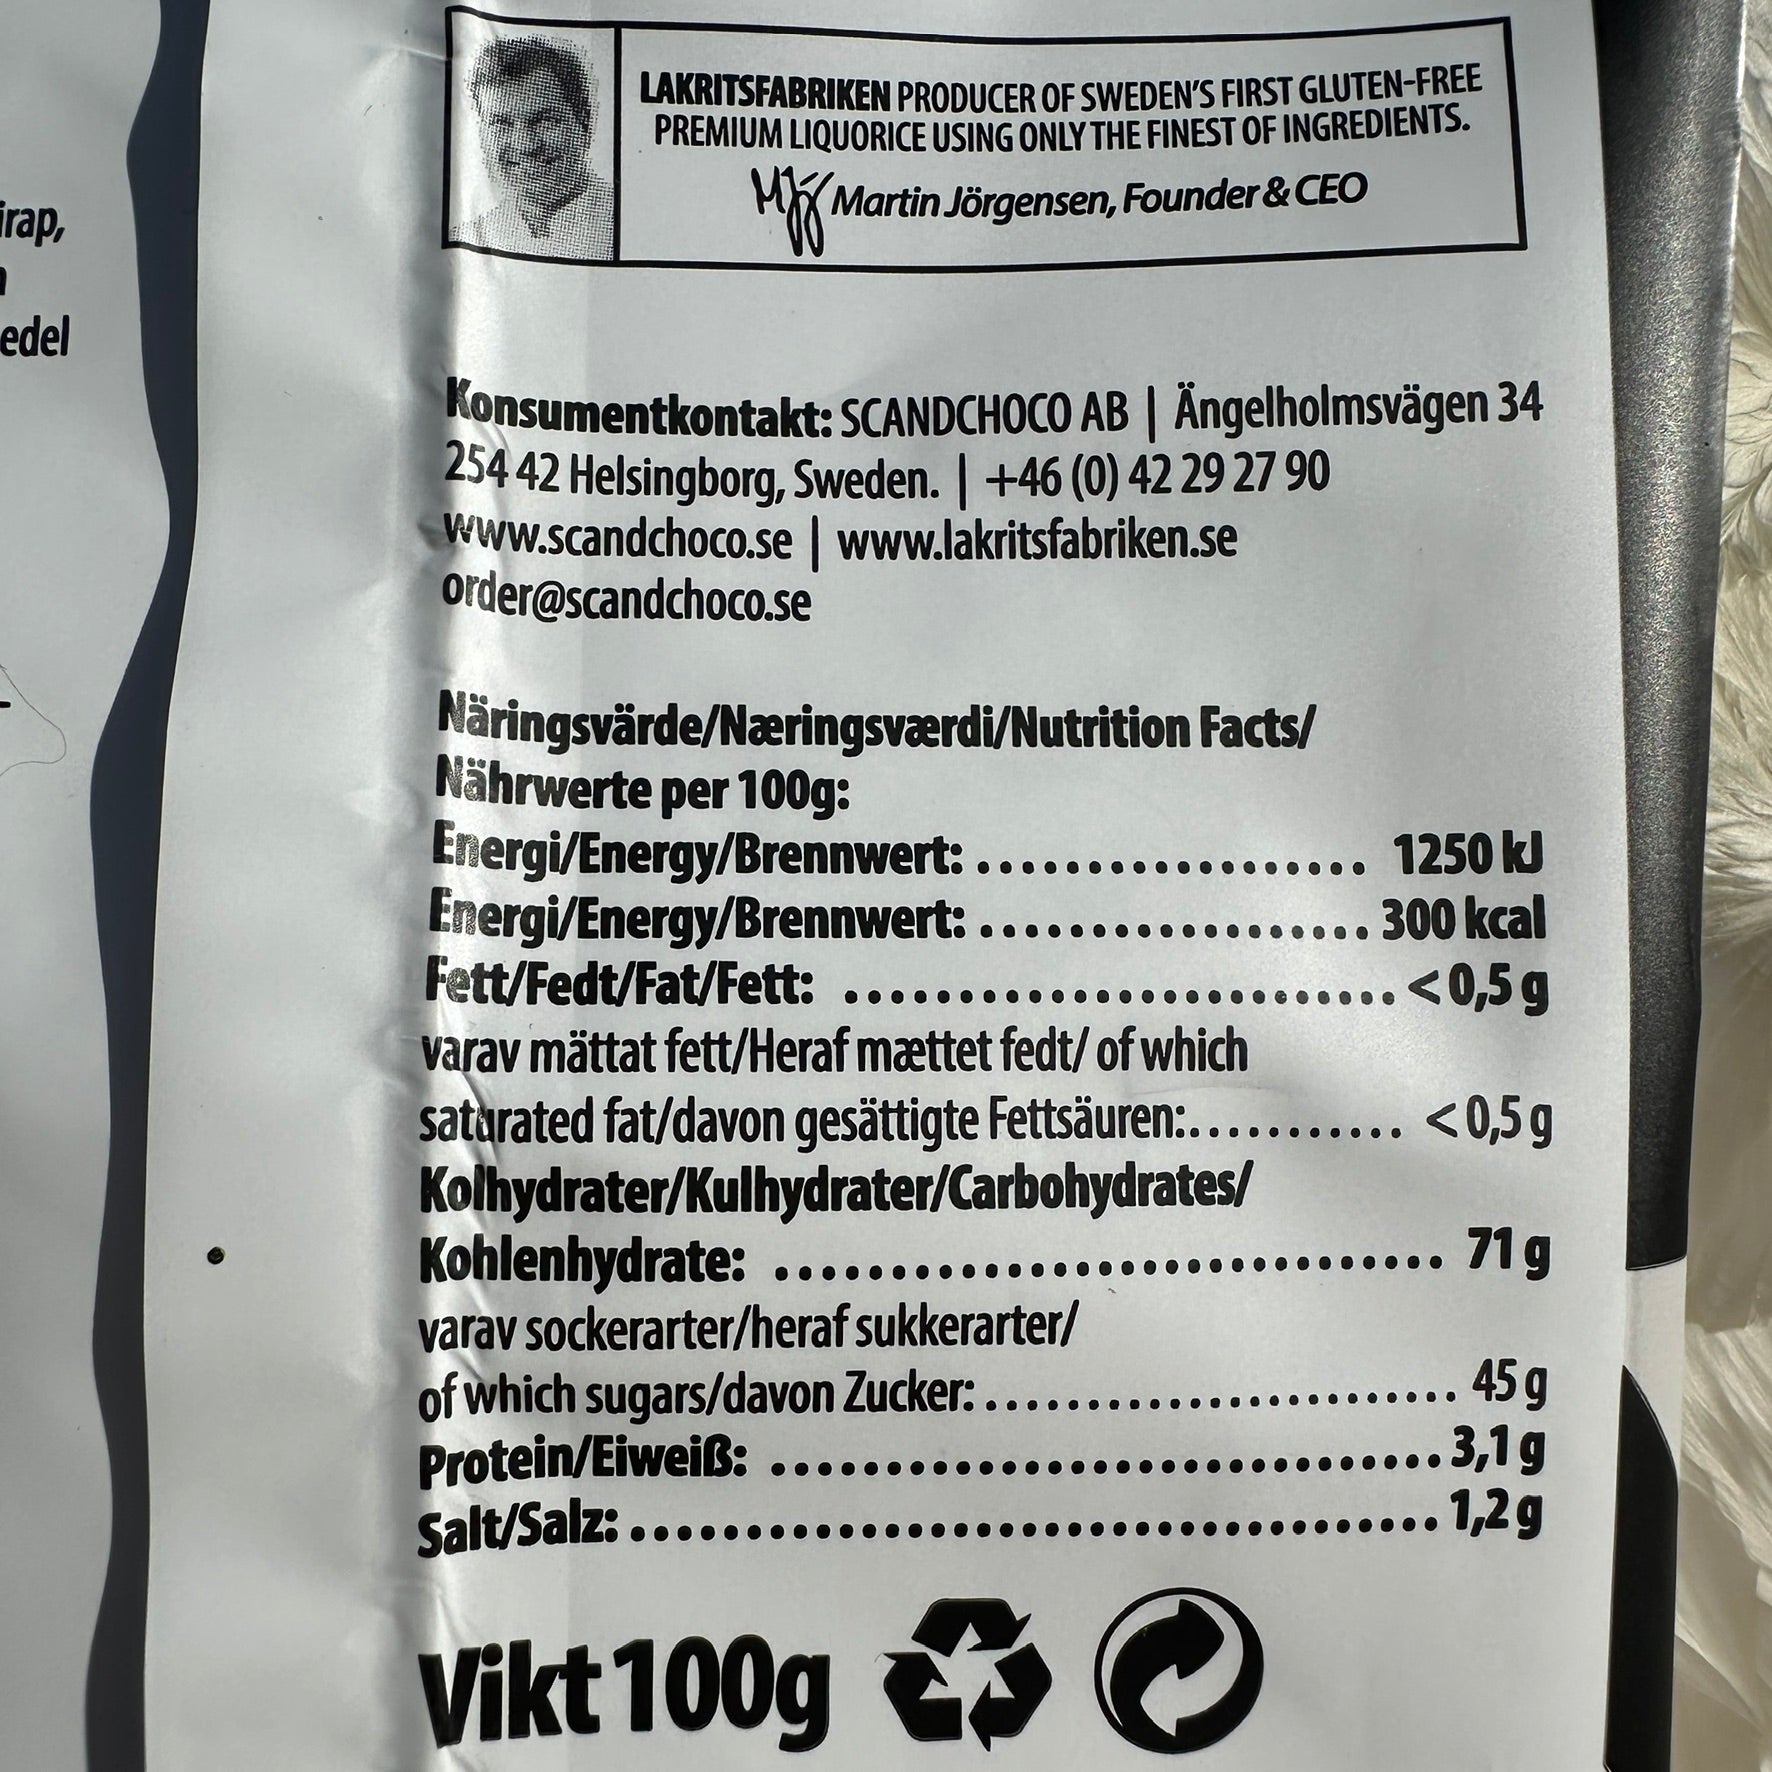 edel
LAKRITSFABRIKEN PRODUCER OF SWEDEN'S FIRST GLUTEN-FREE
PREMIUM LIQUORICE USING ONLY THE FINEST OF INGREDIENTS.
Martin Jörgensen, Founder & CEO
Konsumentkontakt: SCANDCHOCO AB | Ängelholmsvägen 34
254 42 Helsingborg, Sweden. | +46 (0) 42 29 27 90
www.scandchoco.se | www.lakritsfabriken.se
order@scandchoco.se
Näringsvärde/Næringsværdi/Nutrition Facts/
Nährwerte per 100g:
Energi/Energy/Brennwert: .................. 1250 kJ
Energi/Energy/Brennwert: .................. 300 kcal
Fett/Fedt/Fat/Fett: ......................... <0,5 g
varav mättat fett/Heraf mættet fedt/ of which
saturated fat/davon gesättigte Fettsäuren:............ <0,5 g
Kolhydrater/Kulhydrater/Carbohydrates/
Kohlenhydrate: ............................... 71 g
varav sockerarter/heraf sukkerarter/
of which sugars/davon Zucker:....................... 45 g
Protein/Eiweiß: ............................... 3,1 g
Salt/Salz: ..................................... 1,2 g
Vikt 100g